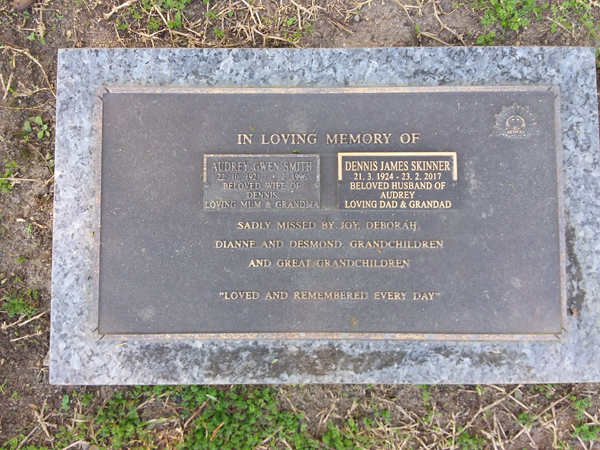 IN LOVING MEMORY OF
AUDREY GWEN SMITH
22. 10. 1921 - 4. 2. 1996
BELOVED WIFE OF
DENNIS
LOVING MUM & GRANDMA
DENNIS JAMES SKINNER
21. 3. 1924 - 23. 2. 2017
BELOVED HUSBAND OF
AUDREY
LOVING DAD & GRANDAD
SADLY MISSED BY JOY, DEBORAH,
DIANNE AND DESMOND GRANDCHILDREN
AND GREAT GRANDCHILDREN
"LOVED AND REMEMBERED EVERY DAY"